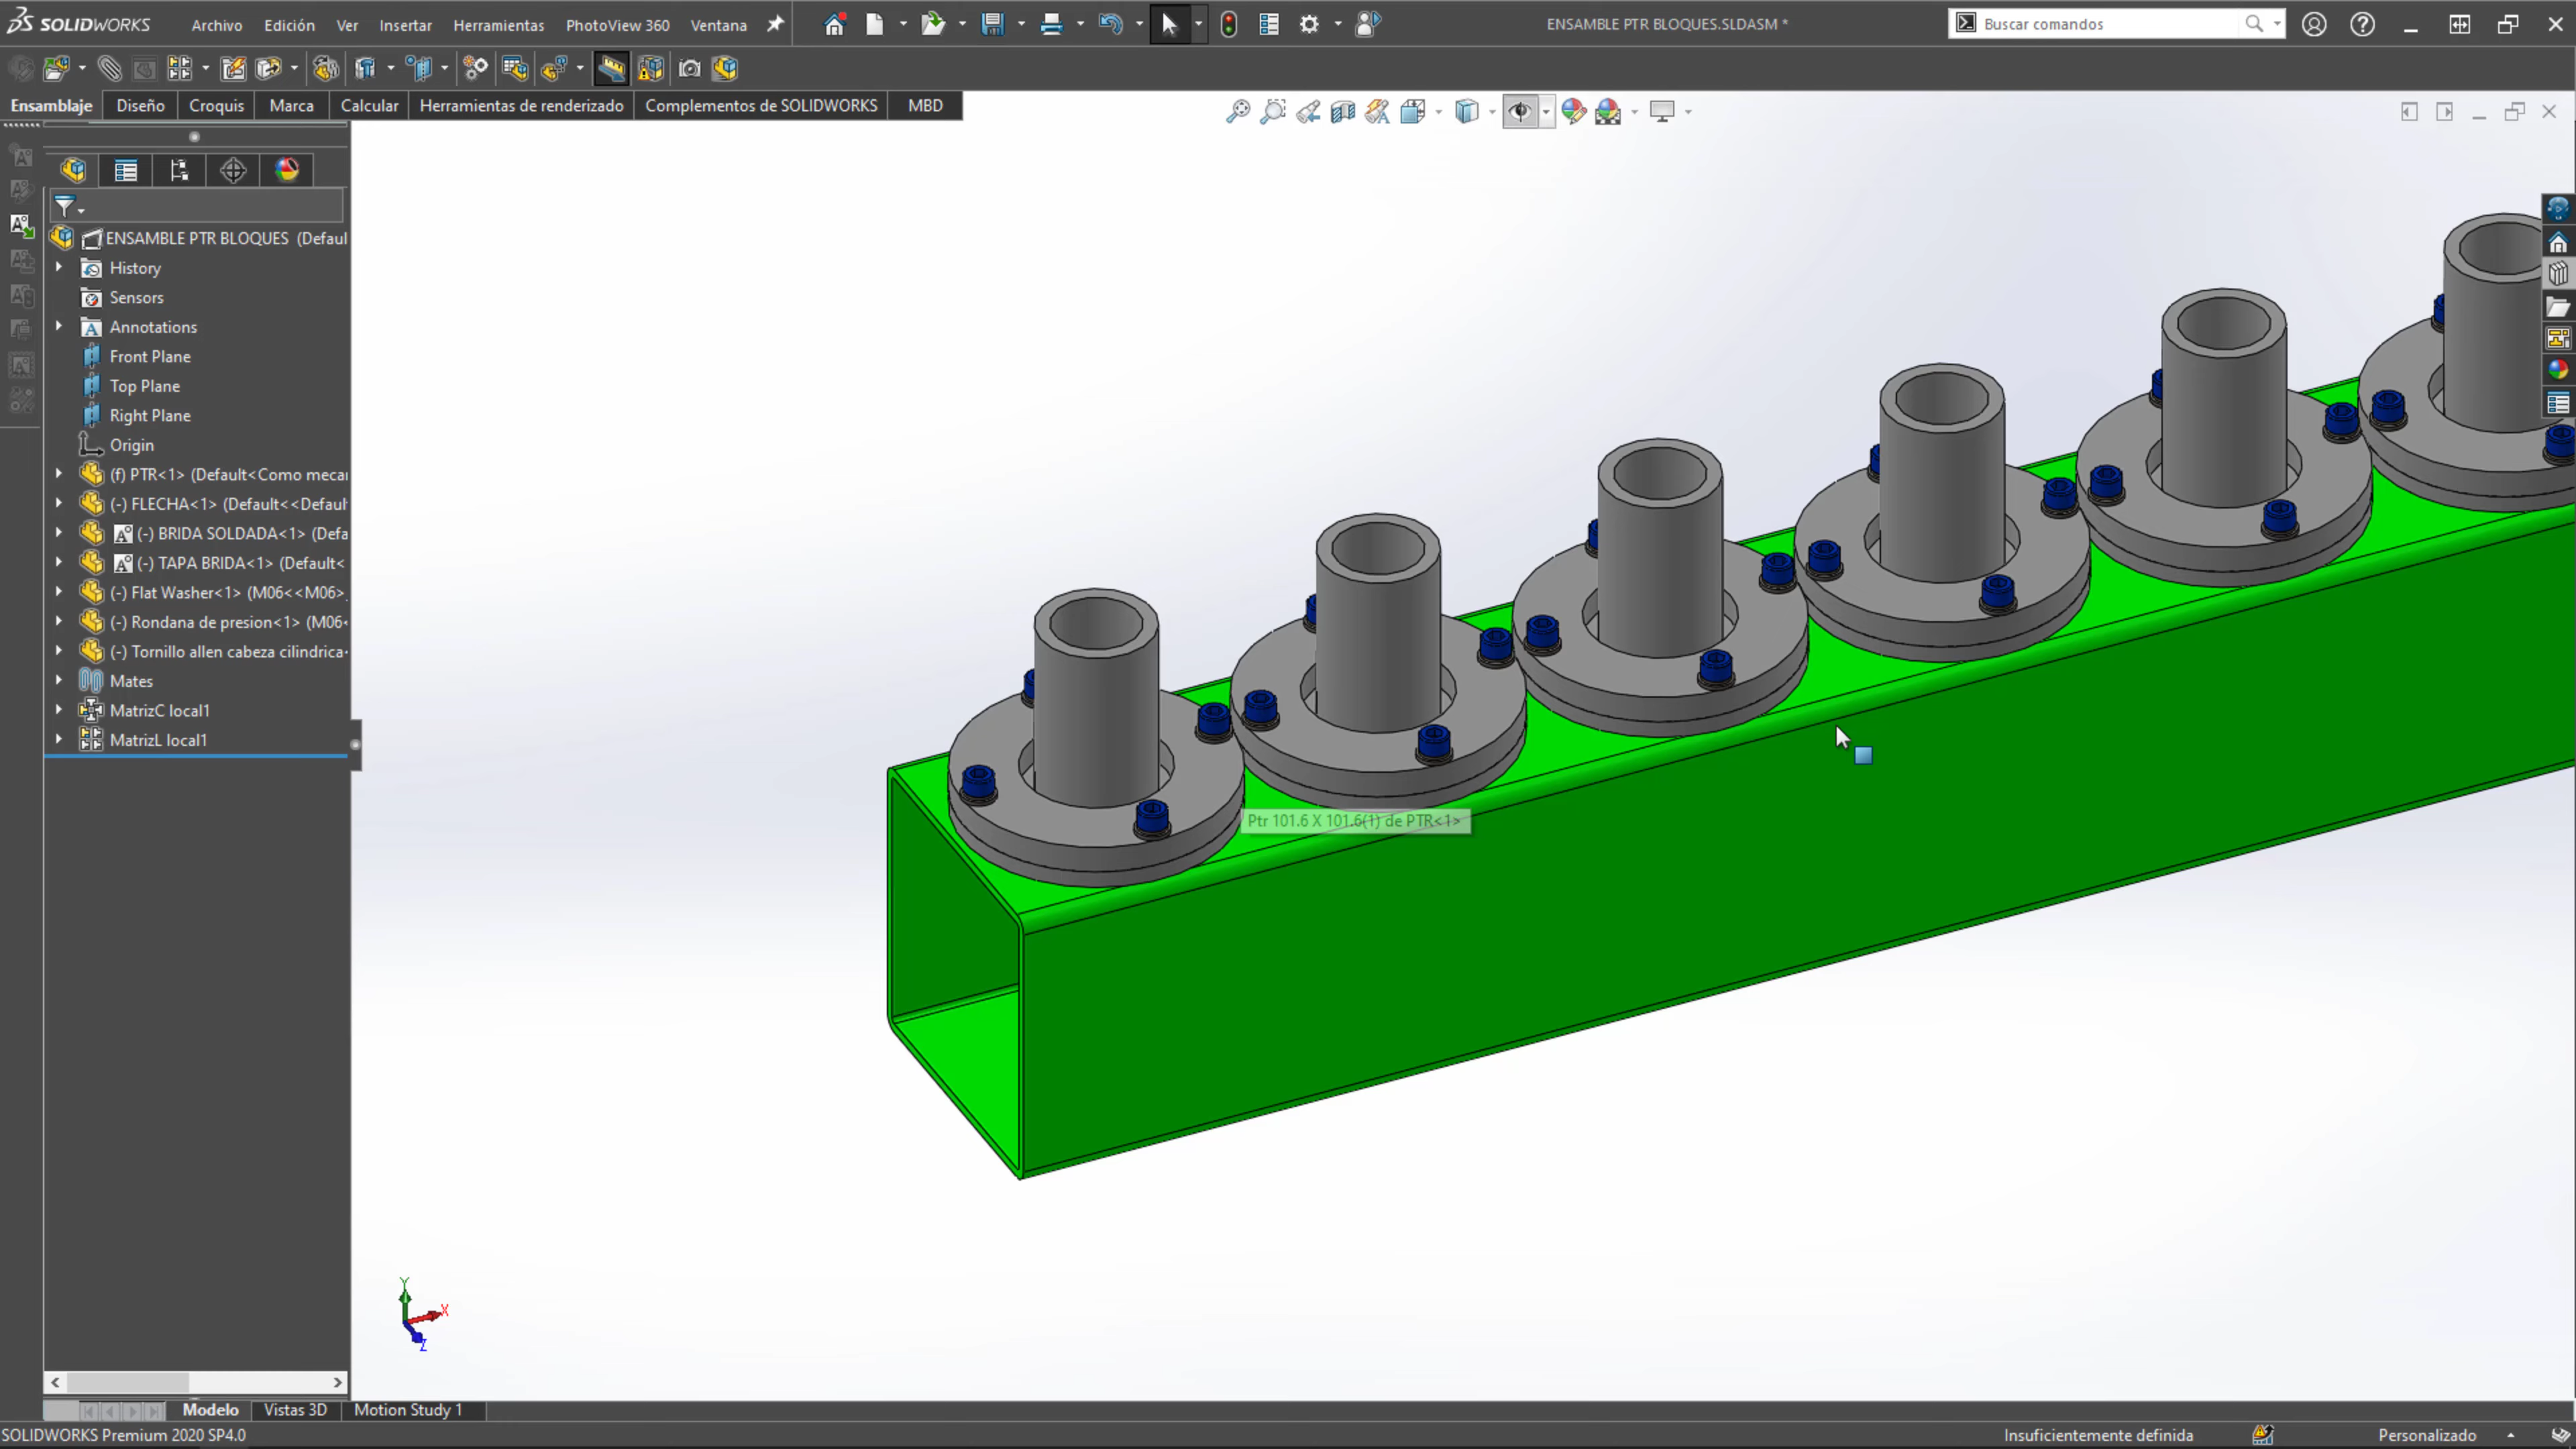 SOLIDWORKS Archivo Edición Ver Insertar Herramientas PhotoView 360 Ventana ENSAMBLE PTR BLOQUES.SLDASM * Buscar comandos
Ensamblaje Diseño Croquis Marca Calcular Herramientas de renderizado Complementos de SOLIDWORKS MBD
ENSAMBLE PTR BLOQUES (Defaul
History
Sensors
Annotations
Front Plane
Top Plane
Right Plane
Origin
(f) PTR<1> (Default<Como mecar
(-) FLECHA<1> (Default<<Defaul
(-) BRIDA SOLDADA<1> (Defa
(-) TAPA BRIDA<1> (Default<
(-) Flat Washer<1> (M06<<M06>
(-) Rondana de presion<1> (M06<
(-) Tornillo allen cabeza cilindrica
Mates
MatrizC local1
MatrizL local1
Ptr 101.6 X 101.6(1) de PTR<1>
Y
X
Z
Modelo Vistas 3D Motion Study 1
SOLIDWORKS Premium 2020 SP4.0 Insuficientemente definida Personalizado